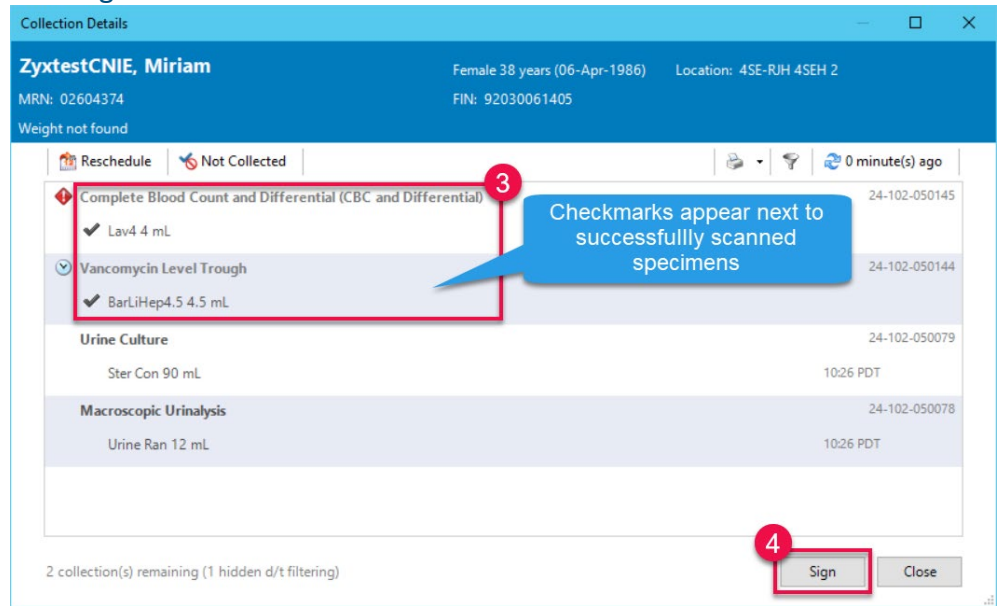 Collection Details
ZyxtestCNIE, Miriam
Female 38 years (06-Apr-1986) Location: 4SE-RJH 4SEH 2
MRN: 02604374 FIN: 92030061405
Weight not found
Reschedule Not Collected 0 minute(s) ago
3
Complete Blood Count and Differential (CBC and Differential) 24-102-050145
Lav4 4 mL
Checkmarks appear next to
successfullly scanned
specimens
Vancomycin Level Trough 24-102-050144
BarLiHep4.5 4.5 mL
Urine Culture 24-102-050079
Ster Con 90 mL 10:26 PDT
Macroscopic Urinalysis 24-102-050078
Urine Ran 12 mL 10:26 PDT
4
2 collection(s) remaining (1 hidden d/t filtering) Sign Close